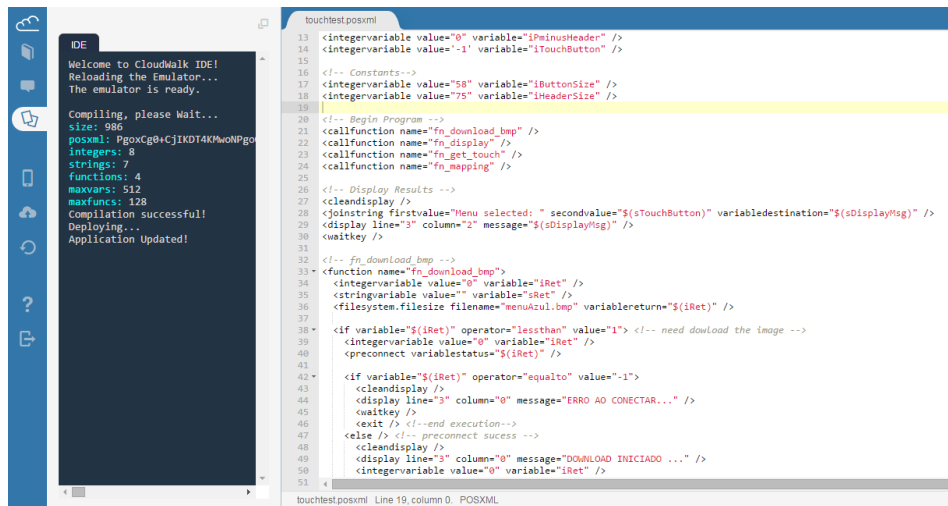 IDE
Welcome to CloudWalk IDE!
Reloading the Emulator...
The emulator is ready.
Compiling, please Wait...
size: 986
posxml: PgoxCg0+CjIKDT4KMwoNPgo
integers: 8
strings: 7
functions: 4
maxvars: 512
maxfuncs: 128
Compilation successful!
Deploying...
Application Updated!
?
touchtest.posxml
13 <integervariable value="0" variable="iPminusHeader" />
14 <integervariable value='-1' variable="iTouchButton" />
15
16 <!-- Constants-->
17 <integervariable value="58" variable="iButtonSize" />
18 <integervariable value="75" variable="iHeaderSize" />
19
20 <!-- Begin Program -->
21 <callfunction name="fn_download_bmp" />
22 <callfunction name="fn_display" />
23 <callfunction name="fn_get_touch" />
24 <callfunction name="fn_mapping" />
25
26 <!-- Display Results -->
27 <cleandisplay />
28 <joinstring firstvalue="Menu selected: " secondvalue="$(sTouchButton)" variabledestination="$(sDisplayMsg)" />
29 <display line="3" column="2" message="$(sDisplayMsg)" />
30 <waitkey />
31
32 <!-- fn_download_bmp -->
33 <function name="fn_download_bmp">
34 <integervariable value="0" variable="iRet" />
35 <stringvariable value="" variable="sRet" />
36 <filesystem.filesize filename="menuAzul.bmp" variablereturn="$(iRet)" />
37
38 <if variable="$(iRet)" operator="lessthan" value="1"> <!-- need dowload the image -->
39 <integervariable value="0" variable="iRet" />
40 <preconnect variablestatus="$(iRet)" />
41
42 <if variable="$(iRet)" operator="equalto" value="-1">
43 <cleandisplay />
44 <display line="3" column="0" message="ERRO AO CONECTAR..." />
45 <waitkey />
46 <exit /> <!--end execution-->
47 <else /> <!-- preconnect sucess -->
48 <cleandisplay />
49 <display line="3" column="0" message="DOWNLOAD INICIADO ..." />
50 <integervariable value="0" variable="iRet" />
51
touchtest.posxml Line 19, column 0. POSXML